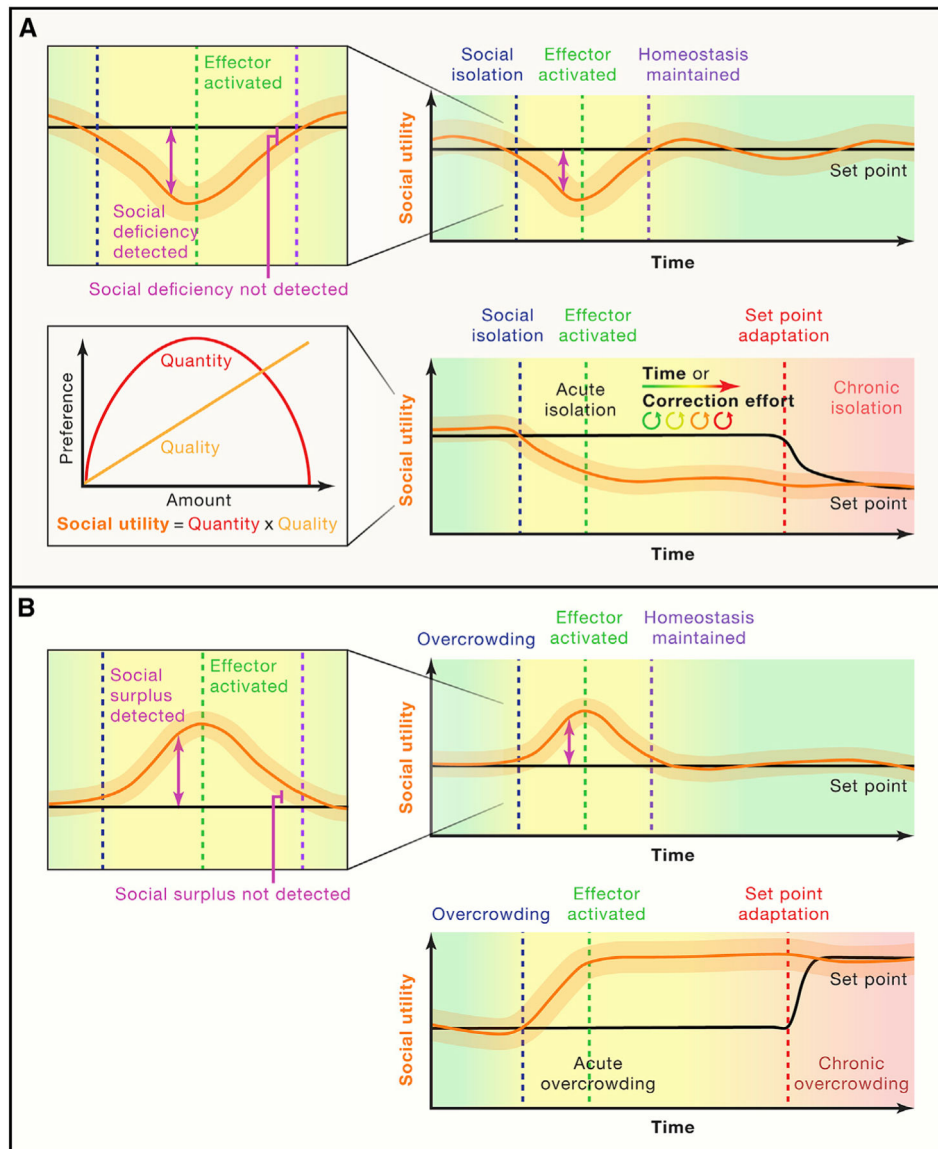 A
Effector
activated
Social
deficiency
detected
Social deficiency not detected
Social
isolation
Effector
activated
Homeostasis
maintained
Social utility
Set point
Time
Preference
Quantity
Quality
Amount
Social utility = Quantity x Quality
Social
isolation
Effector
activated
Set point
adaptation
Social utility
Acute
isolation
Time or
Correction effort
Chronic
isolation
Set point
Time
B
Social
surplus
detected
Effector
activated
Social surplus not detected
Overcrowding
Effector
activated
Homeostasis
maintained
Social utility
Set point
Time
Overcrowding
Effector
activated
Set point
adaptation
Social utility
Set point
Acute
overcrowding
Chronic
overcrowding
Time